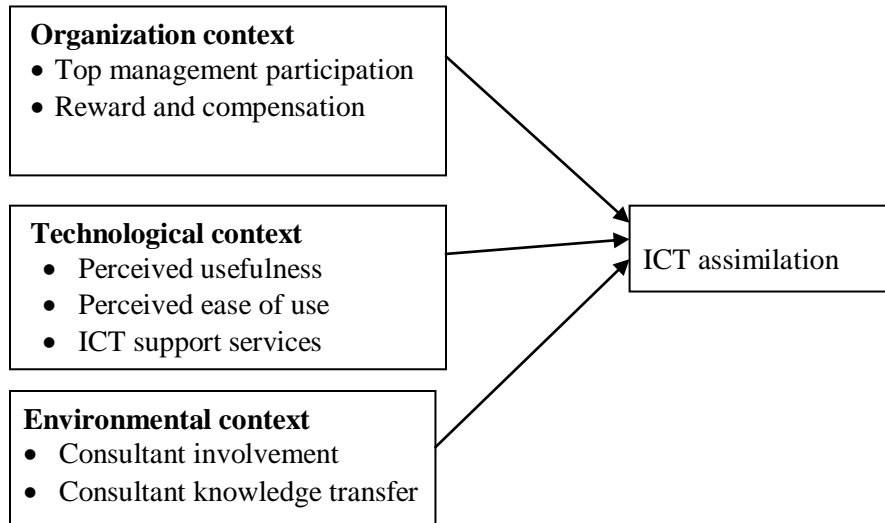 Organization context
• Top management participation
• Reward and compensation
Technological context
• Perceived usefulness
• Perceived ease of use
• ICT support services
ICT assimilation
Environmental context
• Consultant involvement
• Consultant knowledge transfer